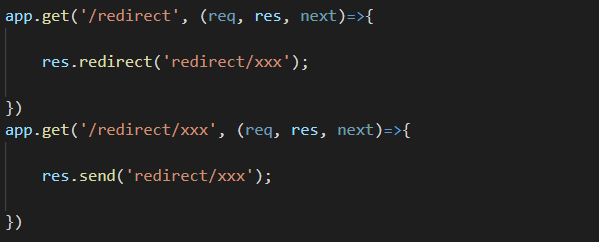 app.get('/redirect', (req, res, next)=>{
res.redirect('redirect/xxx');
})
app.get('/redirect/xxx', (req, res, next)=>{
res.send('redirect/xxx');
})